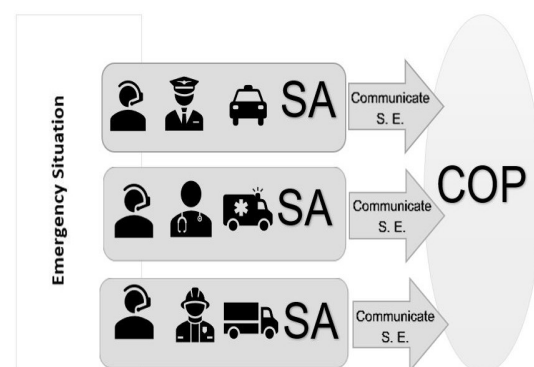 Emergency Situation
SA
Communicate
S. E.
SA
Communicate
S. E.
SA
Communicate
S. E.
COP